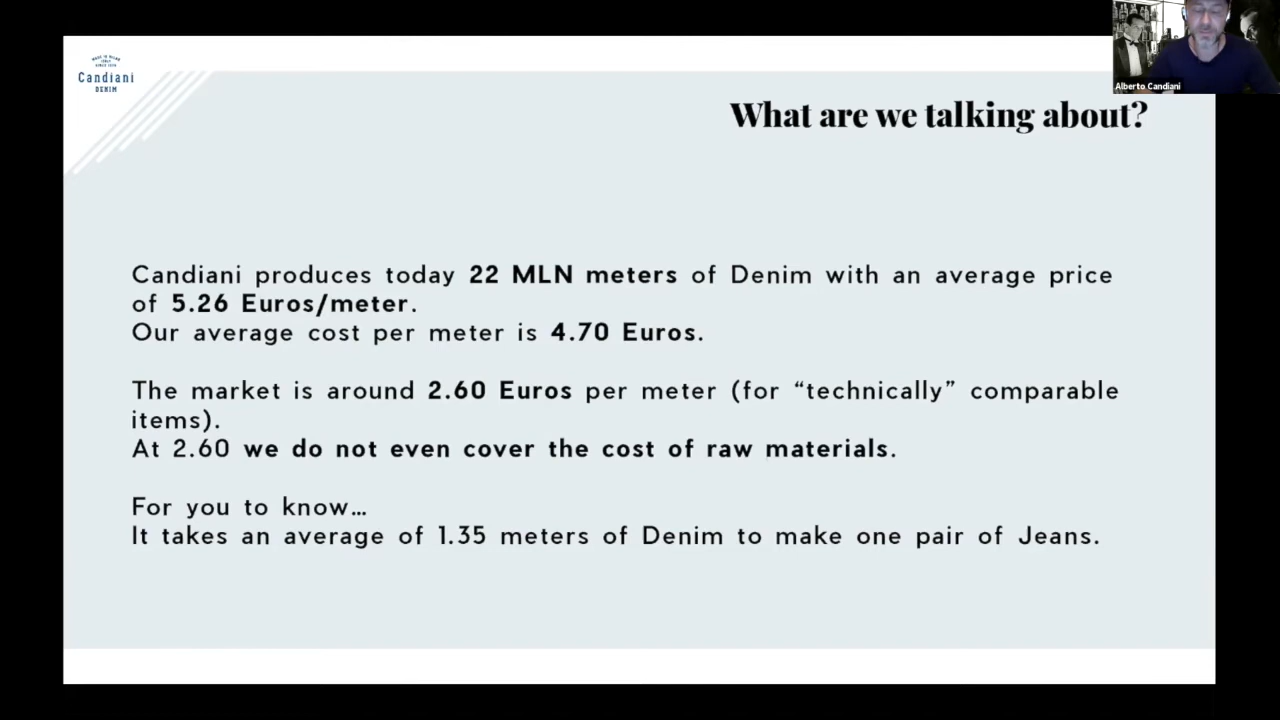 Candiani
DENIM
Alberto Candiani
What are we talking about?
Candiani produces today 22 MLN meters of Denim with an average price
of 5.26 Euros/meter.
Our average cost per meter is 4.70 Euros.
The market is around 2.60 Euros per meter (for “technically” comparable
items).
At 2.60 we do not even cover the cost of raw materials.
For you to know…
It takes an average of 1.35 meters of Denim to make one pair of Jeans.